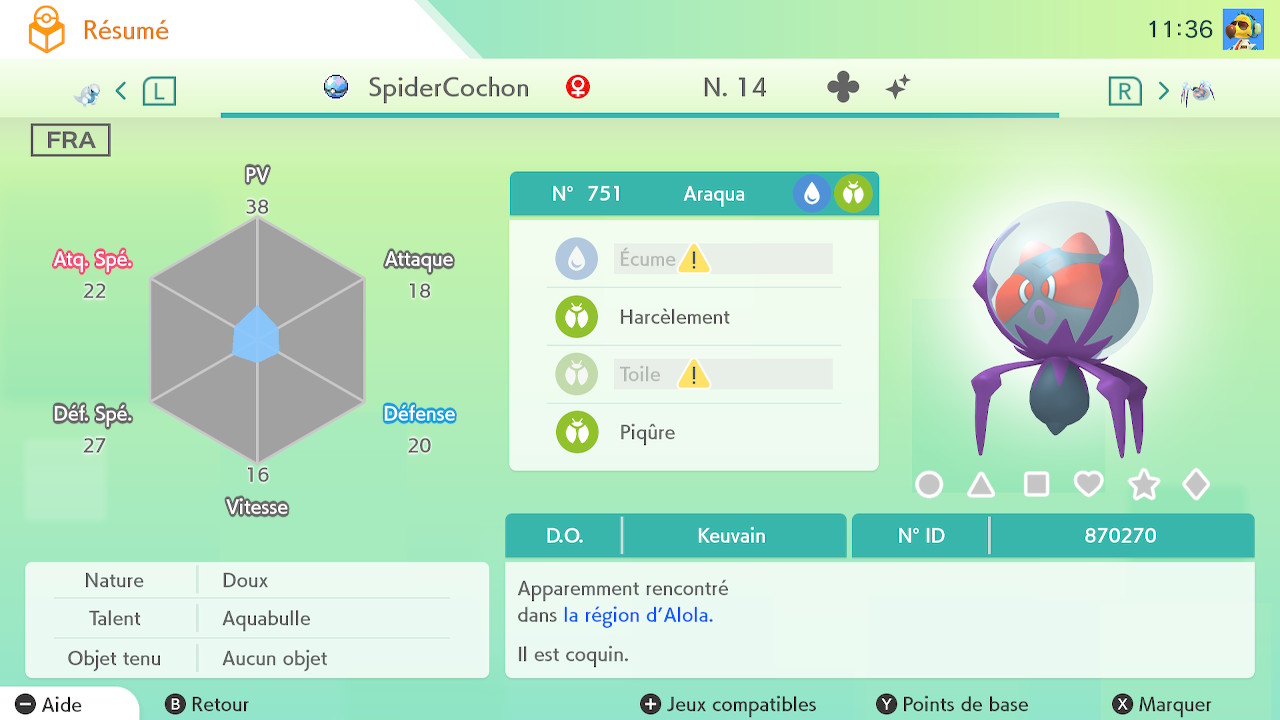 Résumé
11:36
L
SpiderCochon
N. 14
R
FRA
PV
38
Atq. Spé.
22
Attaque
18
Déf. Spé.
27
Défense
20
16
Vitesse
N° 751 Araqua
Écume
Harcèlement
Toile
Piqûre
D.O. Keuvain
N° ID 870270
Apparemment rencontré
dans la région d'Alola.
Il est coquin.
Nature Doux
Talent Aquabulle
Objet tenu Aucun objet
Aide
B Retour
Jeux compatibles
Y Points de base
X Marquer